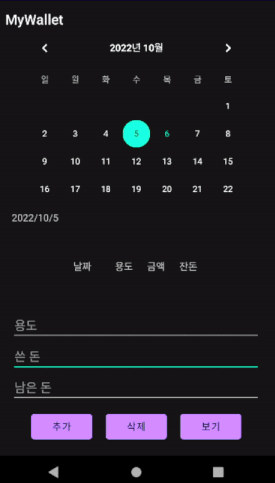 MyWallet
2022년 10월
일 월 화 수 목 금 토
1
2 3 4 5 6 7 8
9 10 11 12 13 14 15
16 17 18 19 20 21 22
2022/10/5
날짜 용도 금액 잔돈
용도
쓴 돈
남은 돈
추가 삭제 보기